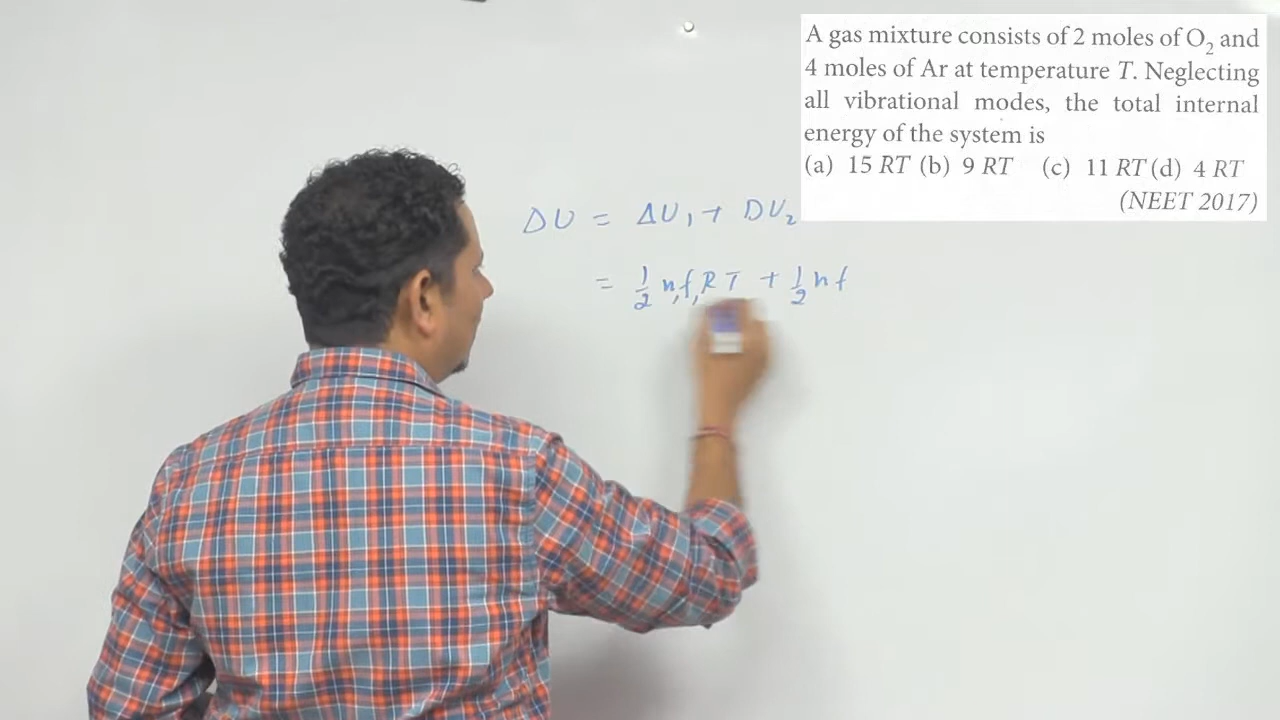 A gas mixture consists of 2 moles of O₂ and
4 moles of Ar at temperature T. Neglecting
all vibrational modes, the total internal
energy of the system is
(a) 15 RT (b) 9 RT (c) 11 RT (d) 4 RT
(NEET 2017)
DU = ΔU₁ + DU₂
= 1/2 n₁f₁RT + 1/2 nf